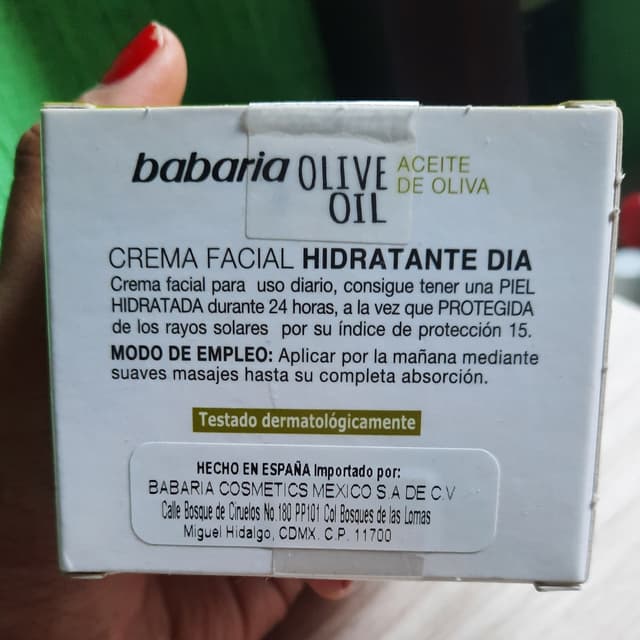 babaria OLIVE OIL ACEITE DE OLIVA
CREMA FACIAL HIDRATANTE DIA
Crema facial para uso diario, consigue tener una PIEL
HIDRATADA durante 24 horas, a la vez que PROTEGIDA
de los rayos solares por su índice de protección 15.
MODO DE EMPLEO: Aplicar por la mañana mediante
suaves masajes hasta su completa absorción.
Testado dermatológicamente
HECHO EN ESPAÑA Importado por:
BABARIA COSMETICS MEXICO S.A DE C.V
Calle Bosque de Ciruelos No.180 PP101 Col Bosques de las Lomas
Miguel Hidalgo, CDMX. C.P. 11700